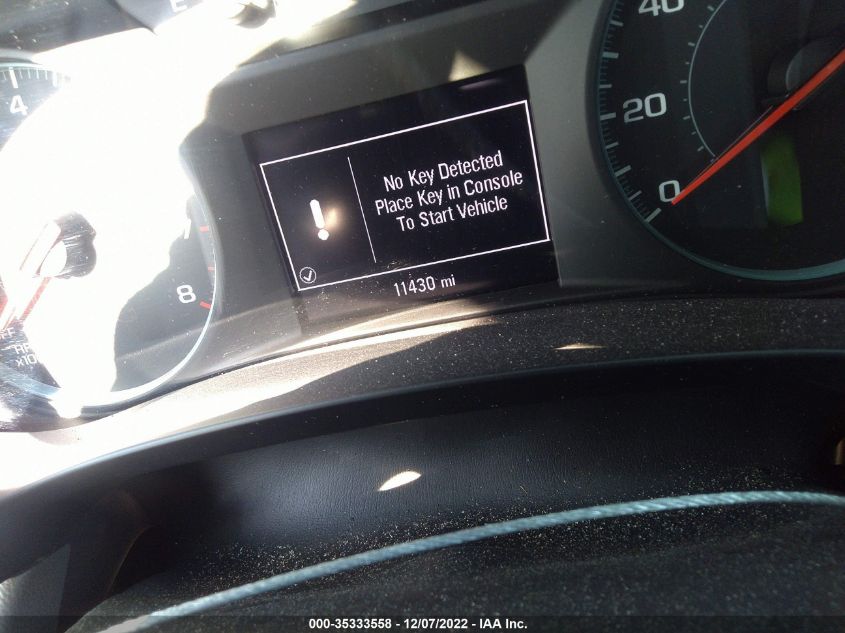 E
4
7
8
No Key Detected
Place Key in Console
To Start Vehicle
11430 mi
40
20
0
000-35333558 - 12/07/2022 - IAA Inc.